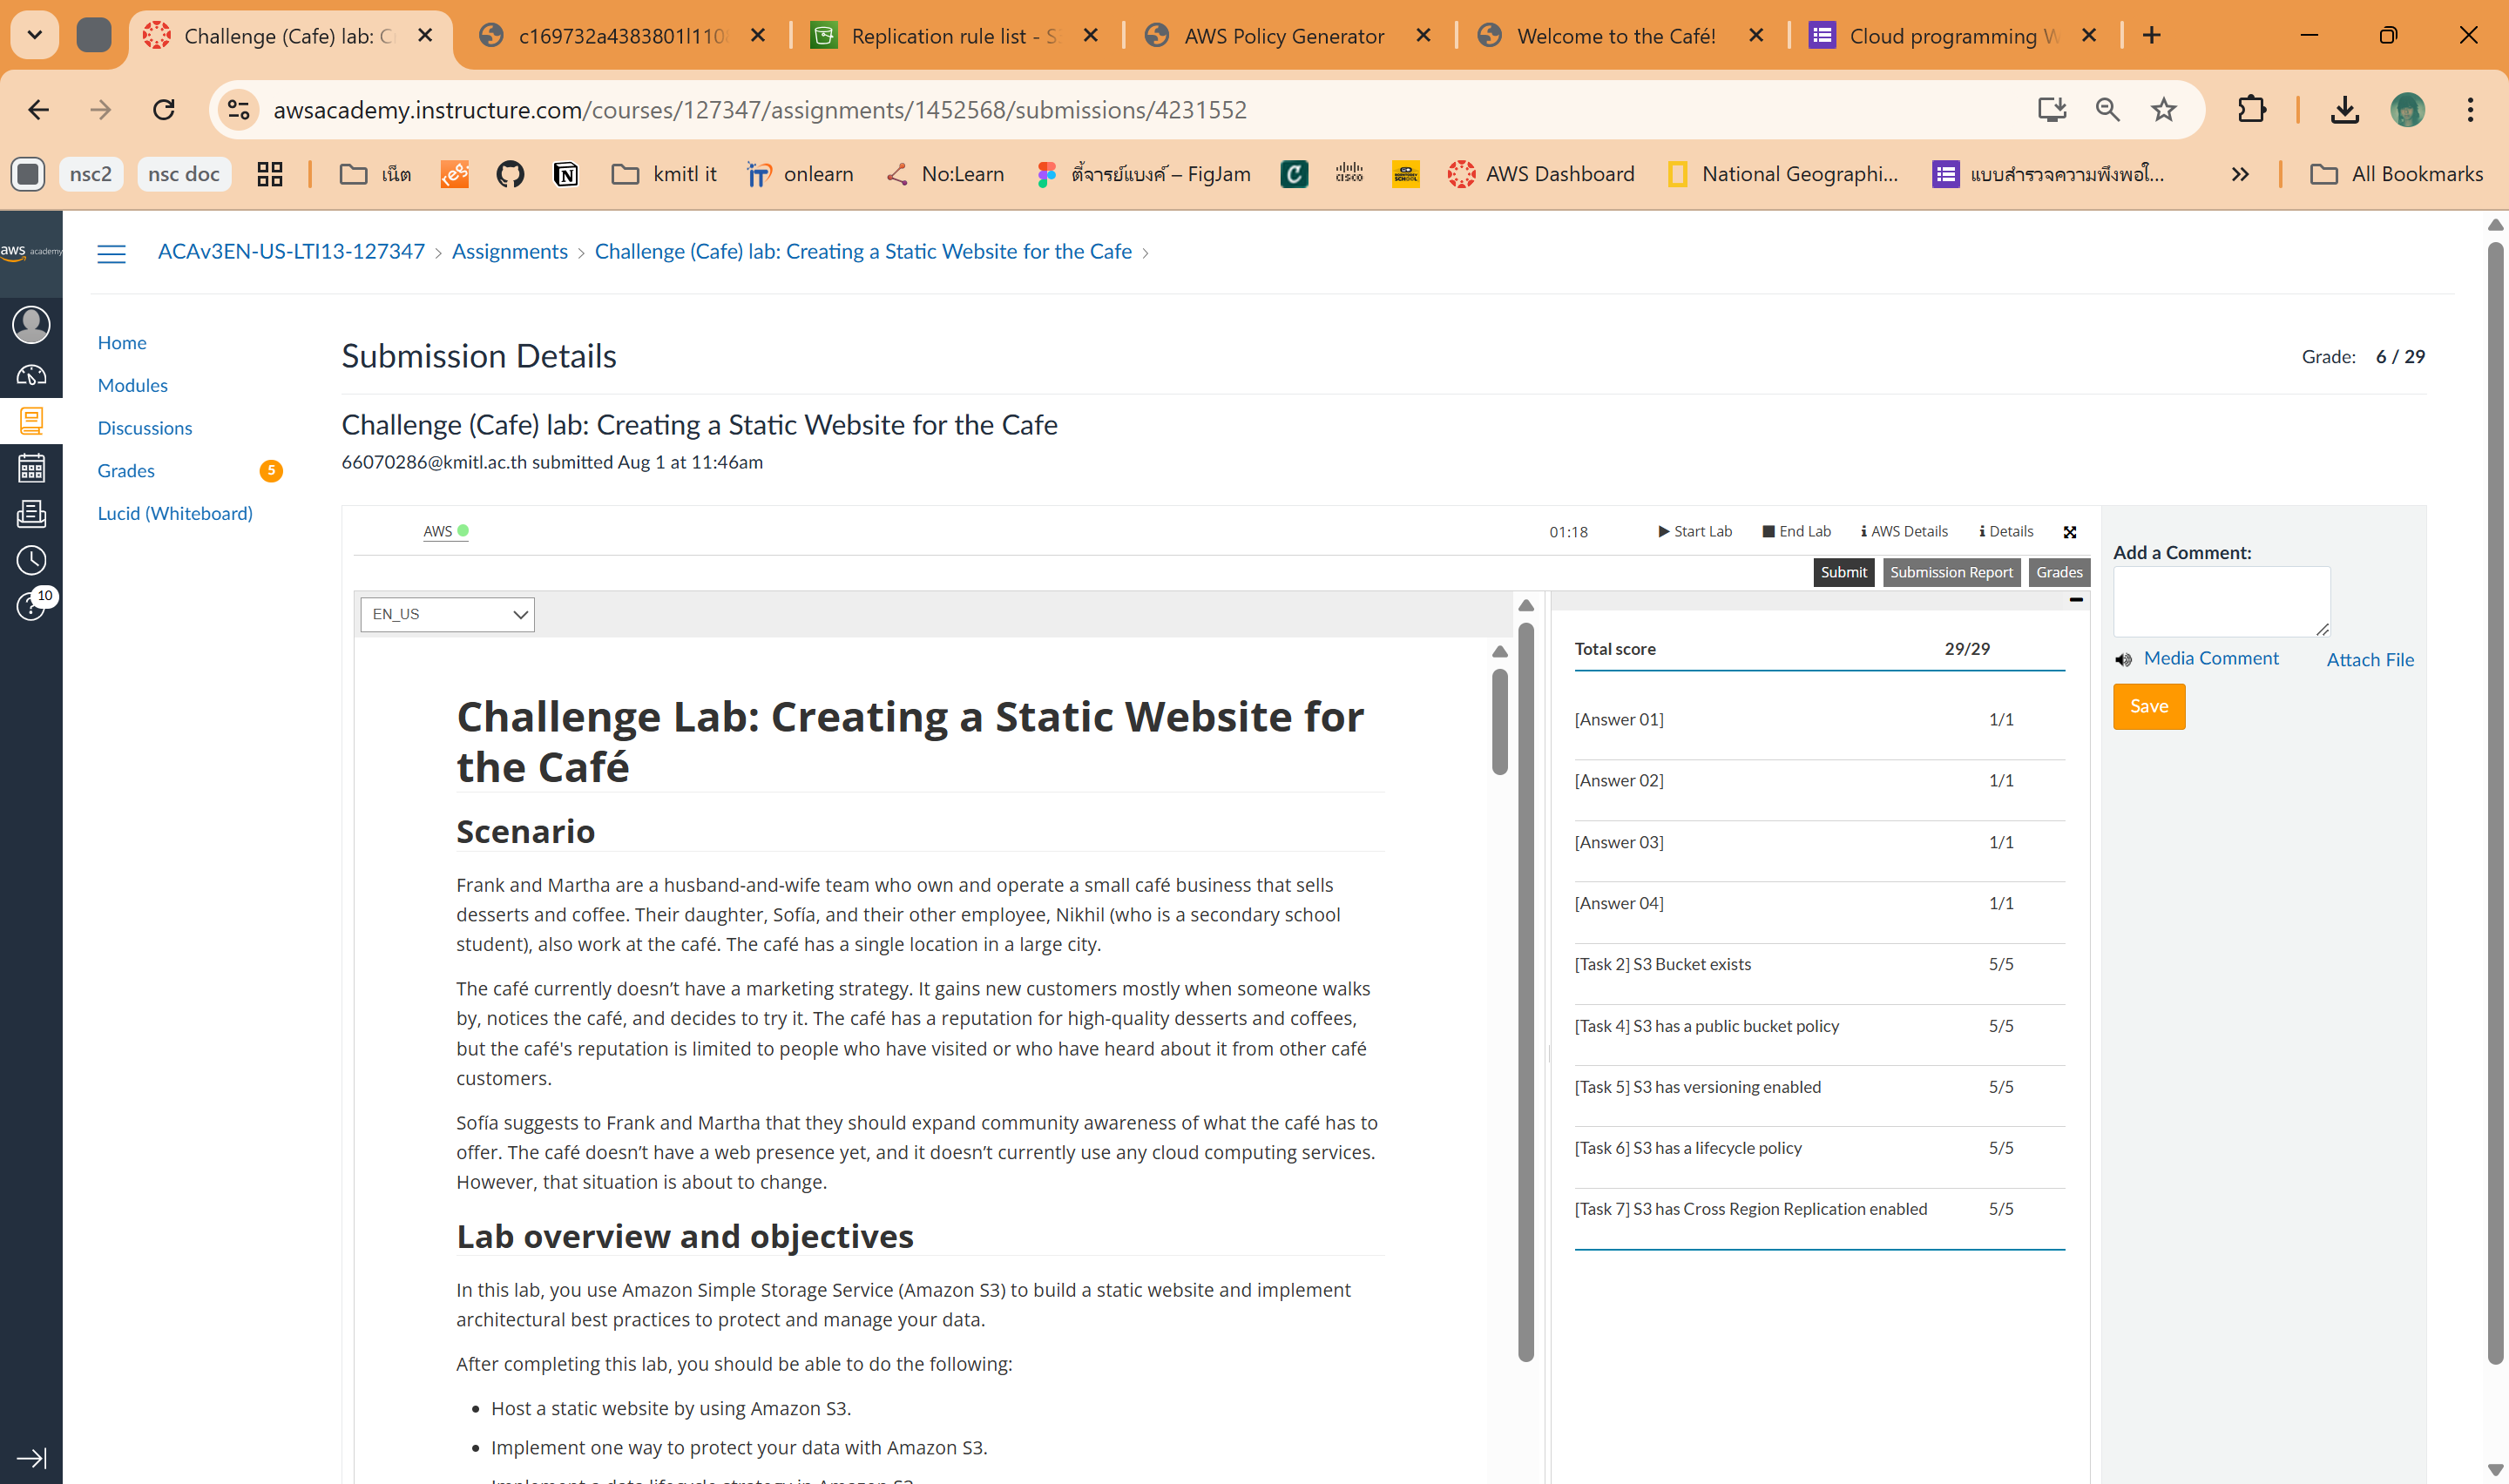 Challenge (Cafe) lab: C
c169732a4383801l110
Replication rule list - S
AWS Policy Generator
Welcome to the Café!
Cloud programming W
awsacademy.instructure.com/courses/127347/assignments/1452568/submissions/4231552
nsc2
nsc doc
เน็ต
kmitl it
onlearn
No:Learn
ตี้จารย์แบงค์ – FigJam
AWS Dashboard
National Geographi...
แบบสำรวจความพึงพอใ...
All Bookmarks
aws academy
ACAv3EN-US-LTI13-127347 > Assignments > Challenge (Cafe) lab: Creating a Static Website for the Cafe >
Home
Modules
Discussions
Grades 5
Lucid (Whiteboard)
10
Submission Details
Grade: 6 / 29
Challenge (Cafe) lab: Creating a Static Website for the Cafe
66070286@kmitl.ac.th submitted Aug 1 at 11:46am
AWS
01:18
Start Lab
End Lab
AWS Details
Details
Submit
Submission Report
Grades
EN_US
Challenge Lab: Creating a Static Website for
the Café
Scenario
Frank and Martha are a husband-and-wife team who own and operate a small café business that sells
desserts and coffee. Their daughter, Sofía, and their other employee, Nikhil (who is a secondary school
student), also work at the café. The café has a single location in a large city.
The café currently doesn’t have a marketing strategy. It gains new customers mostly when someone walks
by, notices the café, and decides to try it. The café has a reputation for high-quality desserts and coffees,
but the café's reputation is limited to people who have visited or who have heard about it from other café
customers.
Sofía suggests to Frank and Martha that they should expand community awareness of what the café has to
offer. The café doesn’t have a web presence yet, and it doesn’t currently use any cloud computing services.
However, that situation is about to change.
Lab overview and objectives
In this lab, you use Amazon Simple Storage Service (Amazon S3) to build a static website and implement
architectural best practices to protect and manage your data.
After completing this lab, you should be able to do the following:
• Host a static website by using Amazon S3.
• Implement one way to protect your data with Amazon S3.
• Implement a data lifecycle strategy in Amazon S3.
Total score 29/29
[Answer 01] 1/1
[Answer 02] 1/1
[Answer 03] 1/1
[Answer 04] 1/1
[Task 2] S3 Bucket exists 5/5
[Task 4] S3 has a public bucket policy 5/5
[Task 5] S3 has versioning enabled 5/5
[Task 6] S3 has a lifecycle policy 5/5
[Task 7] S3 has Cross Region Replication enabled 5/5
Add a Comment:
Media Comment
Attach File
Save